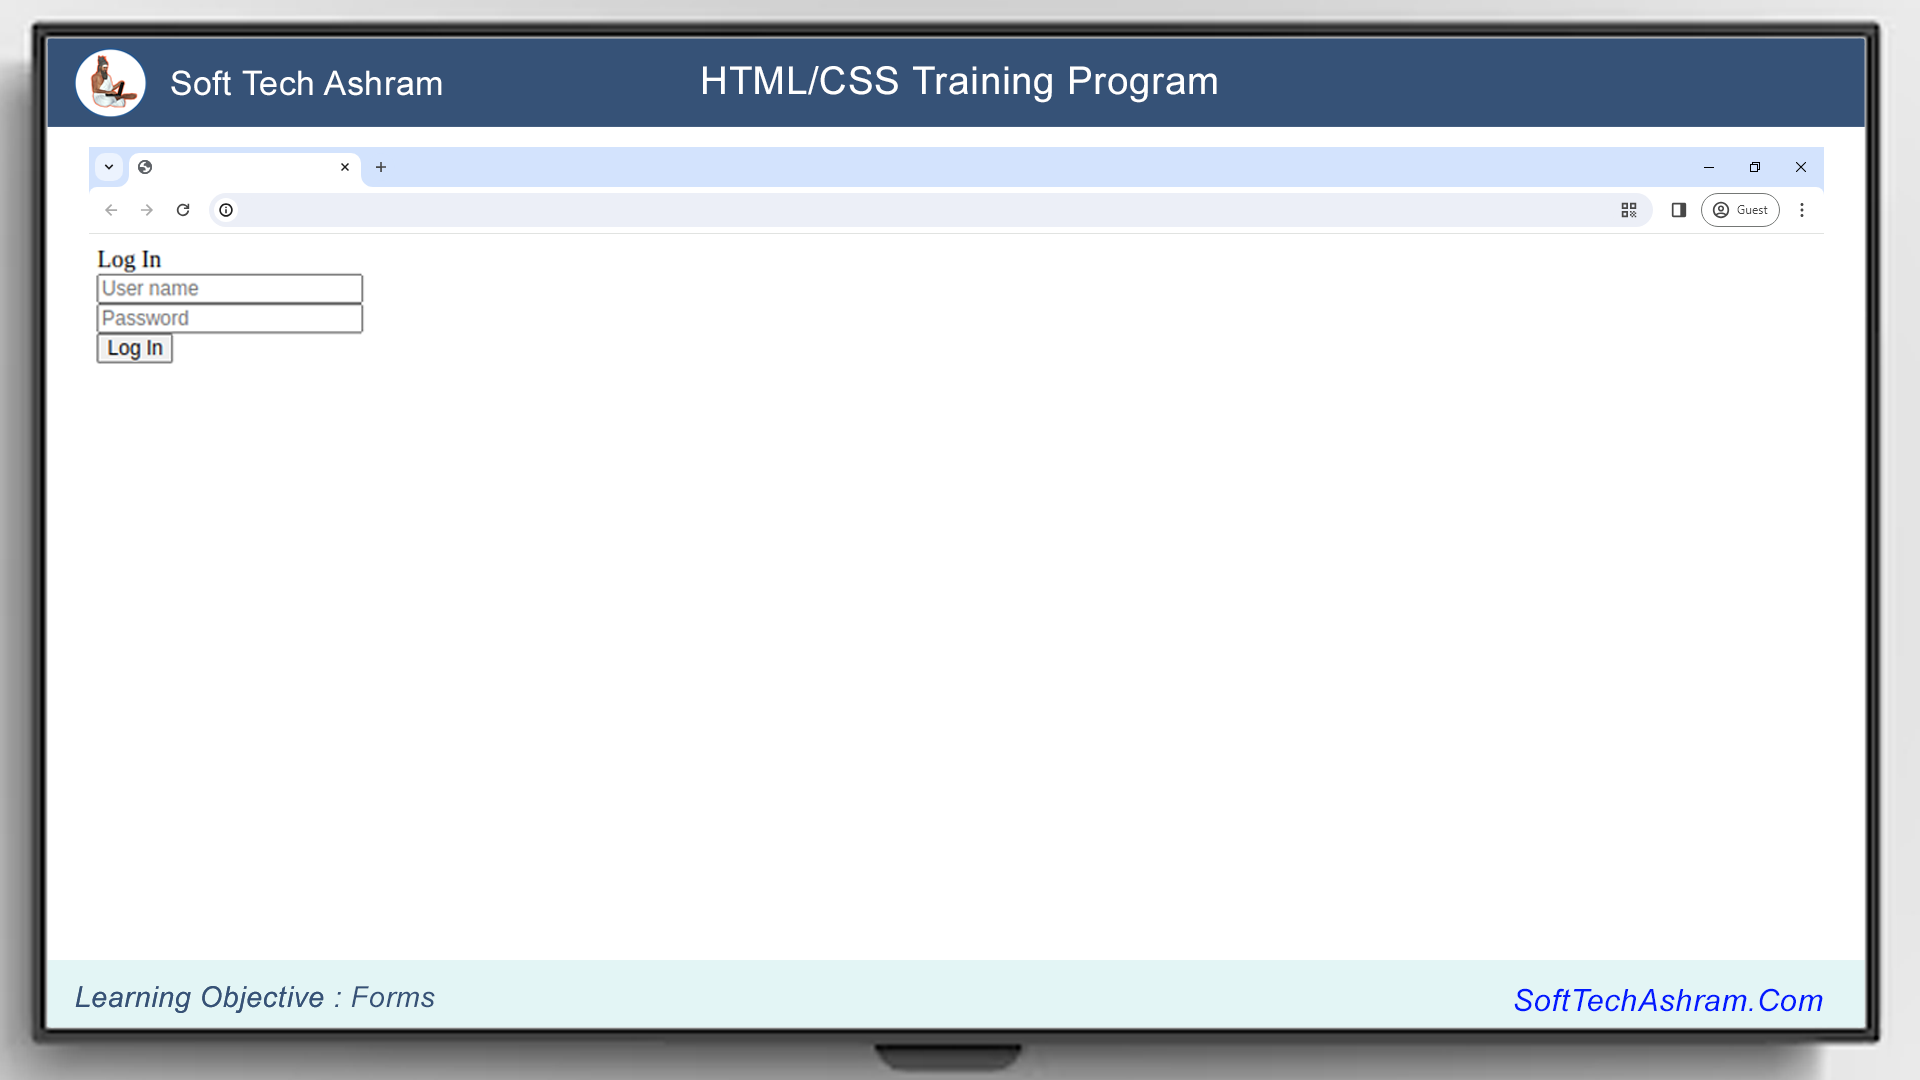 Soft Tech Ashram
HTML/CSS Training Program
Guest
Log In
User name
Password
Log In
Learning Objective : Forms
SoftTechAshram.Com